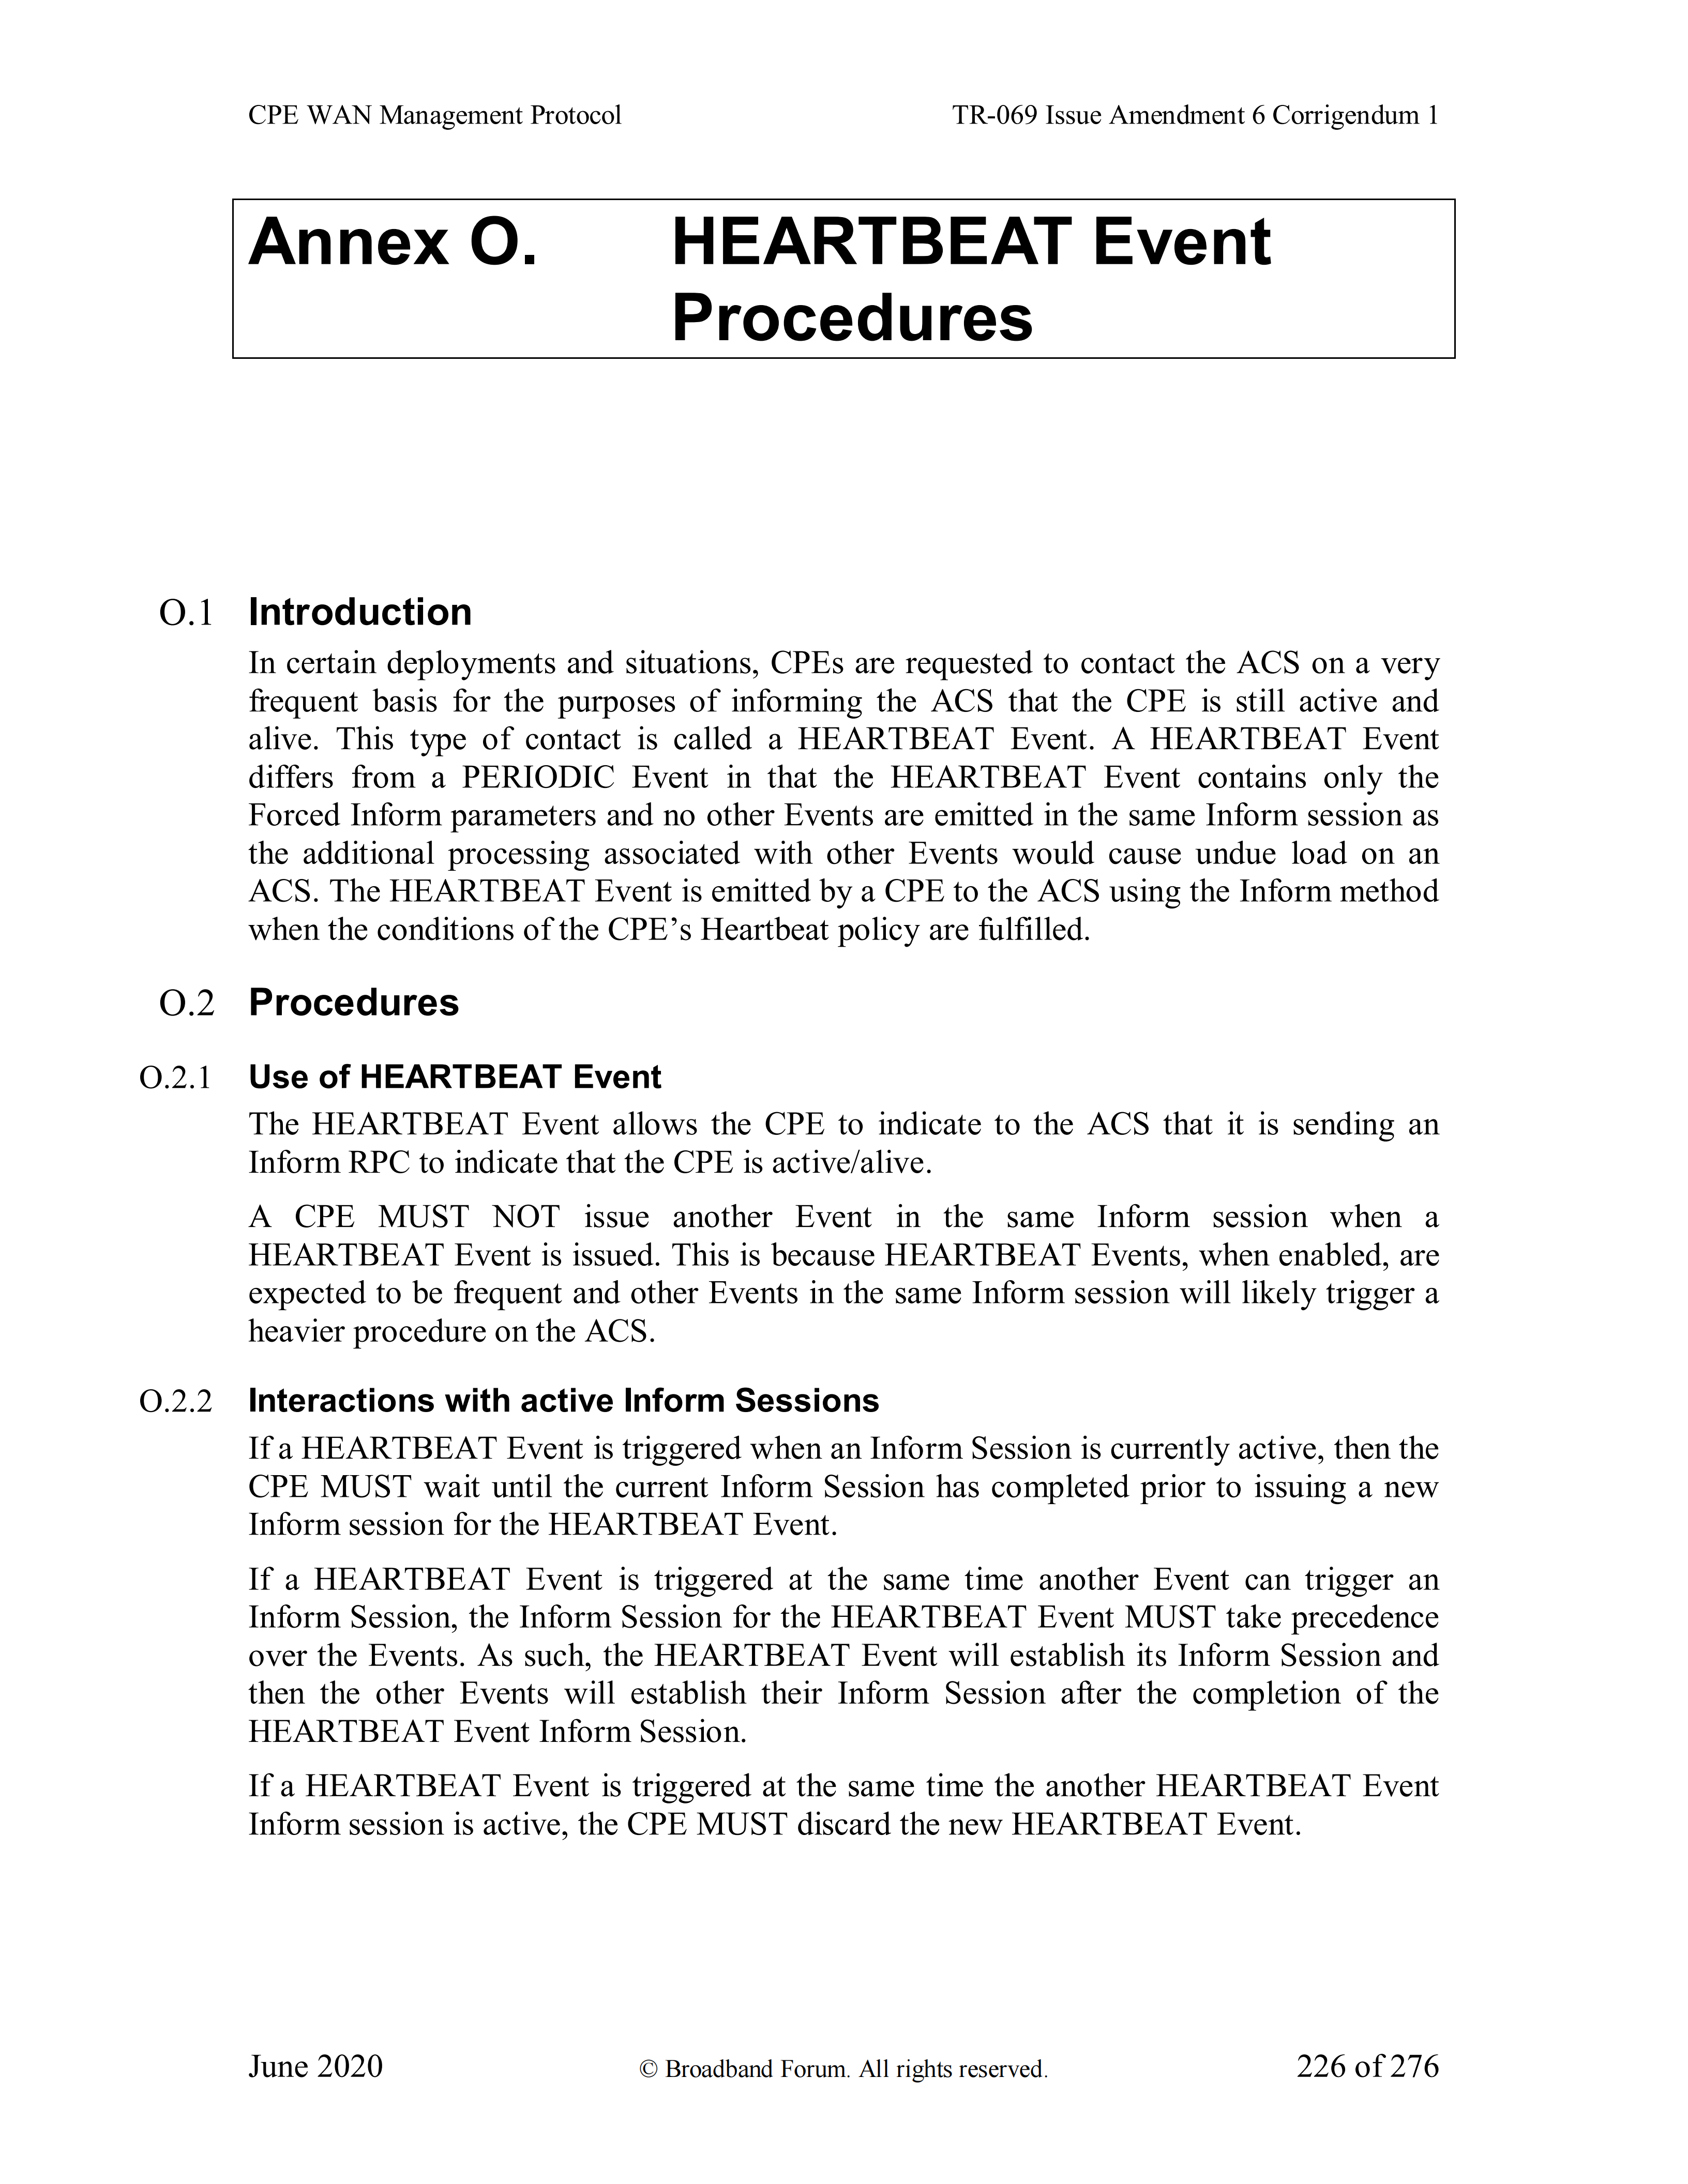 CPE WAN Management Protocol TR-069 Issue Amendment 6 Corrigendum 1
Annex O. HEARTBEAT Event
Procedures
O.1 Introduction
In certain deployments and situations, CPEs are requested to contact the ACS on a very
frequent basis for the purposes of informing the ACS that the CPE is still active and
alive. This type of contact is called a HEARTBEAT Event. A HEARTBEAT Event
differs from a PERIODIC Event in that the HEARTBEAT Event contains only the
Forced Inform parameters and no other Events are emitted in the same Inform session as
the additional processing associated with other Events would cause undue load on an
ACS. The HEARTBEAT Event is emitted by a CPE to the ACS using the Inform method
when the conditions of the CPE’s Heartbeat policy are fulfilled.
O.2 Procedures
O.2.1 Use of HEARTBEAT Event
The HEARTBEAT Event allows the CPE to indicate to the ACS that it is sending an
Inform RPC to indicate that the CPE is active/alive.
A CPE MUST NOT issue another Event in the same Inform session when a
HEARTBEAT Event is issued. This is because HEARTBEAT Events, when enabled, are
expected to be frequent and other Events in the same Inform session will likely trigger a
heavier procedure on the ACS.
O.2.2 Interactions with active Inform Sessions
If a HEARTBEAT Event is triggered when an Inform Session is currently active, then the
CPE MUST wait until the current Inform Session has completed prior to issuing a new
Inform session for the HEARTBEAT Event.
If a HEARTBEAT Event is triggered at the same time another Event can trigger an
Inform Session, the Inform Session for the HEARTBEAT Event MUST take precedence
over the Events. As such, the HEARTBEAT Event will establish its Inform Session and
then the other Events will establish their Inform Session after the completion of the
HEARTBEAT Event Inform Session.
If a HEARTBEAT Event is triggered at the same time the another HEARTBEAT Event
Inform session is active, the CPE MUST discard the new HEARTBEAT Event.
June 2020 © Broadband Forum. All rights reserved. 226 of 276